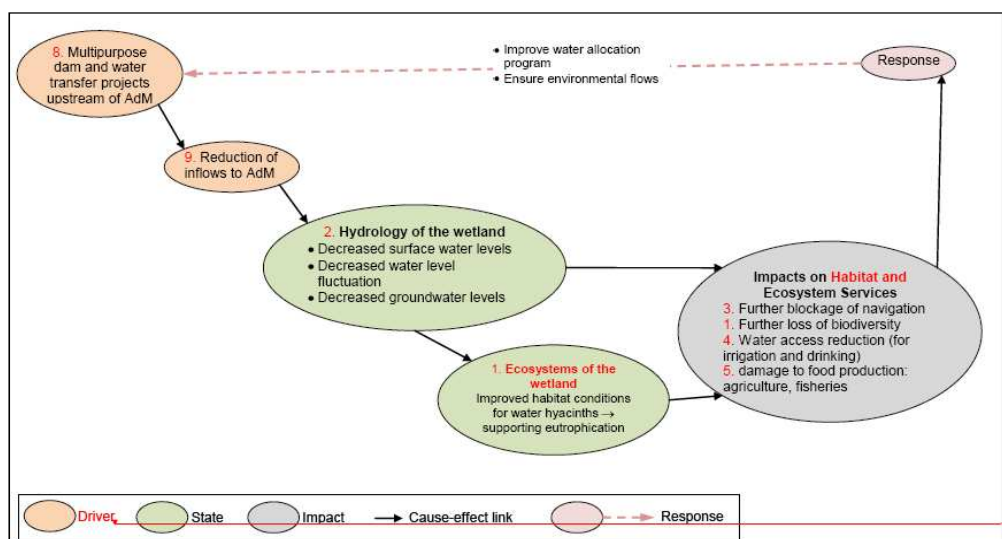 8. Multipurpose
dam and water
transfer projects
upstream of AdM
• Improve water allocation
program
• Ensure environmental flows
Response
9. Reduction of
inflows to AdM
2. Hydrology of the wetland
• Decreased surface water levels
• Decreased water level
fluctuation
• Decreased groundwater levels
Impacts on Habitat and
Ecosystem Services
3. Further blockage of navigation
1. Further loss of biodiversity
4. Water access reduction (for
irrigation and drinking)
5. damage to food production:
agriculture, fisheries
1. Ecosystems of the
wetland
Improved habitat conditions
for water hyacinths →
supporting eutrophication
Driver
State
Impact
Cause-effect link
Response